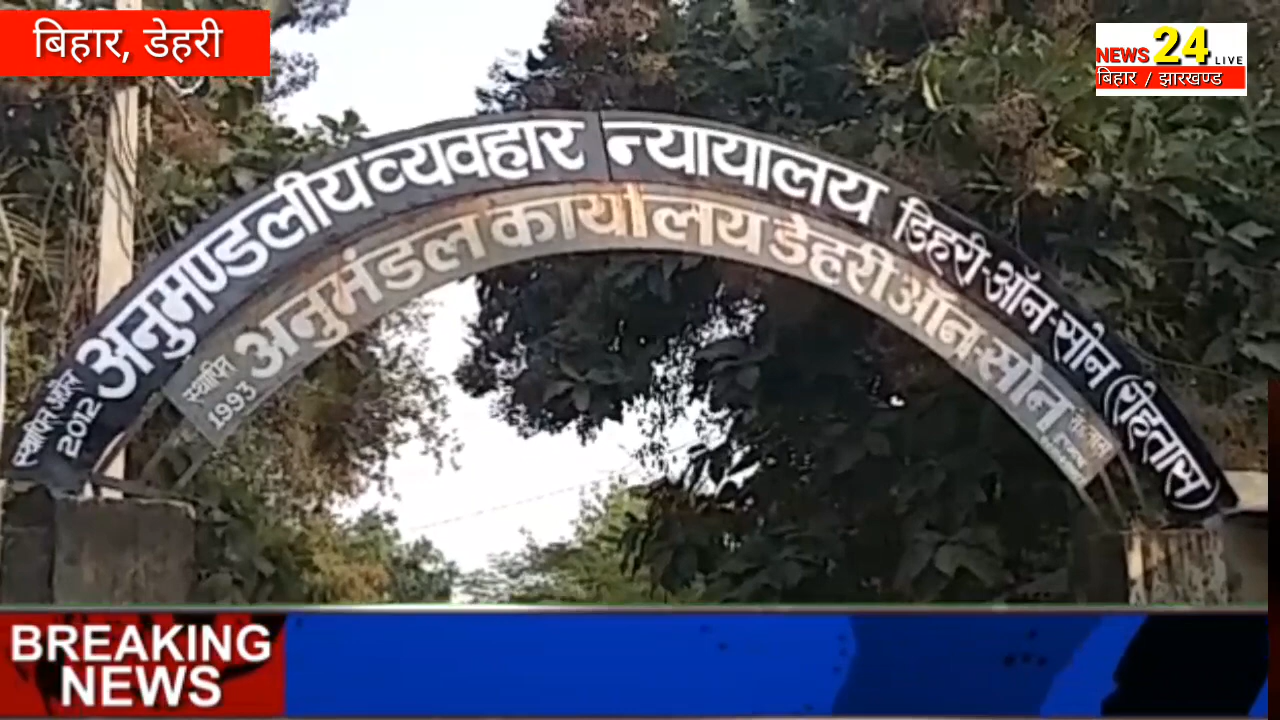 बिहार, डेहरी
NEWS 24 LIVE
बिहार / झारखण्ड
अनुमण्डलीय व्यवहार न्यायालय डिहरी-ऑन-सोन (रोहतास)
2012
अनुमंडल कार्यालय डेहरी ऑन-सोन
स्थापित
1993
BREAKING
NEWS